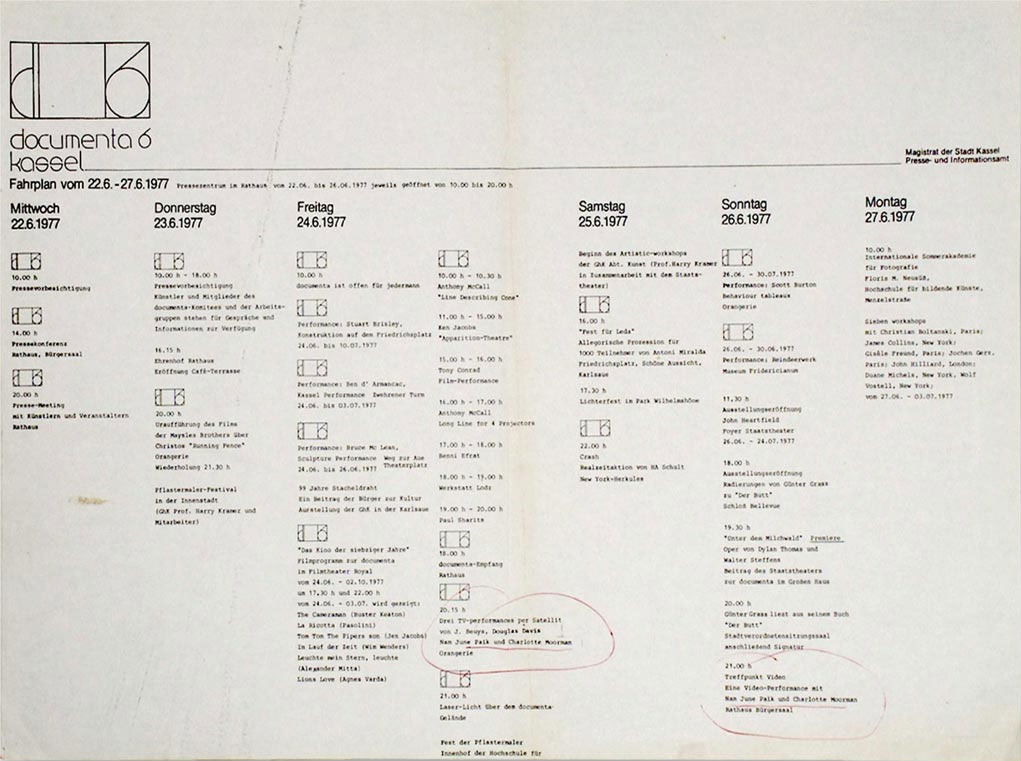 d 6
documenta 6
kassel
Magistrat der Stadt Kassel
Presse- und Informationsamt
Fahrplan vom 22.6.-27.6.1977 Pressezentrum im Rathaus vom 22.06. bis 26.06.1977 jeweils geöffnet von 10.00 bis 20.00 h
Mittwoch
22.6.1977
10.00 h
Pressevorbesichtigung
14.00 h
Pressekonferenz
Rathaus, Bürgersaal
20.00 h
Presse-Meeting
mit Künstlern und Veranstaltern
Rathaus
Donnerstag
23.6.1977
10.00 h - 18.00 h
Pressevorbesichtigung
Künstler und Mitglieder des
documenta-Komitees und der Arbeits-
gruppen stehen für Gespräche und
Informationen zur Verfügung
16.15 h
Ehrenhof Rathaus
Eröffnung Café-Terrasse
20.00 h
Uraufführung des Films
der Maysles Brothers über
Christos "Running Fence"
Orangerie
Wiederholung 21.30 h
Pflastermaler-Festival
in der Innenstadt
(GhK Prof. Harry Kramer und
Mitarbeiter)
Freitag
24.6.1977
10.00 h
documenta ist offen für jedermann
Performance: Stuart Brisley,
Konstruktion auf dem Friedrichsplatz
24.06. bis 10.07.1977
Performance: Ben d' Armancac,
Kassel Performance Zwehrener Turm
24.06. bis 03.07.1977
Performance: Bruce Mc Lean,
Sculpture Performance Weg zur Aue
Theaterplatz
24.06. bis 26.06.1977
99 Jahre Stacheldraht
Ein Beitrag der Bürger zur Kultur
Ausstellung der GhK in der Karlsaue
"Das Kino der siebziger Jahre"
Filmprogramm zur documenta
im Filmtheater Royal
vom 24.06. - 02.10.1977
um 17.30 h und 22.00 h
vom 24.06. - 03.07. wird gezeigt:
The Cameraman (Buster Keaton)
La Ricotta (Pasolini)
Tom Tom The Pipers son (Jen Jacobs)
In Lauf der Zeit (Wim Wenders)
Leuchte mein Stern, leuchte
(Alexander Mitta)
Lions Love (Agnes Varda)
10.00 h - 10.30 h
Anthony McCall
"Line Describing Cone"
11.00 h - 15.00 h
Ken Jacobs
"Apparition-Theatre"
15.00 h - 16.00 h
Tony Conrad
Film-Performance
16.00 h - 17.00 h
Anthony McCall
Long Line for 4 Projectors
17.00 h - 18.00 h
Benni Efrat
18.00 h - 19.00 h
Werkstatt Lodz
19.00 h - 20.00 h
Paul Sharits
18.00 h
documenta-Empfang
Rathaus
20.15 h
Drei TV-performances per Satellit
von J. Beuys, Douglas Davis
Nam June Paik und Charlotte Moorman
Orangerie
21.00 h
Laser-Licht über dem documenta-
Gelände
Fest der Pflastermaler
Innenhof der Hochschule für
Samstag
25.6.1977
Beginn des Artistic-workshops
der GhK Abt. Kunst (Prof.Harry Kramer
in Zusammenarbeit mit dem Staats-
theater)
16.00 h
"Fest für Leda"
Allegorische Prozession für
1000 Teilnehmer von Antoni Miralda
Friedrichsplatz, Schöne Aussicht,
Karlsaue
17.30 h
Lichterfest im Park Wilhelmshöhe
22.00 h
Crash
Realzeitaktion von HA Schult
New York-Herkules
Sonntag
26.6.1977
26.06. - 30.07.1977
Performance: Scott Burton
Behaviour tableaux
Orangerie
26.06. - 30.06.1977
Performance: Reindeerwerk
Museum Fridericianum
11.30 h
Ausstellungseröffnung
John Heartfield
Foyer Staatstheater
26.06. - 24.07.1977
18.00 h
Ausstellungseröffnung
Radierungen von Günter Grass
zu "Der Butt"
Schloß Bellevue
19.30 h
"Unter dem Milchwald" Premiere
Oper von Dylan Thomas und
Walter Steffens
Beitrag des Staatstheaters
zur documenta im Großen Haus
20.00 h
Günter Grass liest aus seinem Buch
"Der Butt"
Stadtverordnetensitzungssaal
anschließend Signatur
21.00 h
Treffpunkt Video
Eine Video-Performance mit
Nam June Paik und Charlotte Moorman
Rathaus Bürgersaal
Montag
27.6.1977
10.00 h
Internationale Sommerakademie
für Fotografie
Floris M. Neusüß,
Hochschule für bildende Künste,
Menzelstraße
Sieben workshops
mit Christian Boltanski, Paris;
James Collins, New York;
Gisèle Freund, Paris; Jochen Gerz,
Paris; John Hilliard, London;
Duane Michels, New York, Wolf
Vostell, New York;
vom 27.06. - 03.07.1977